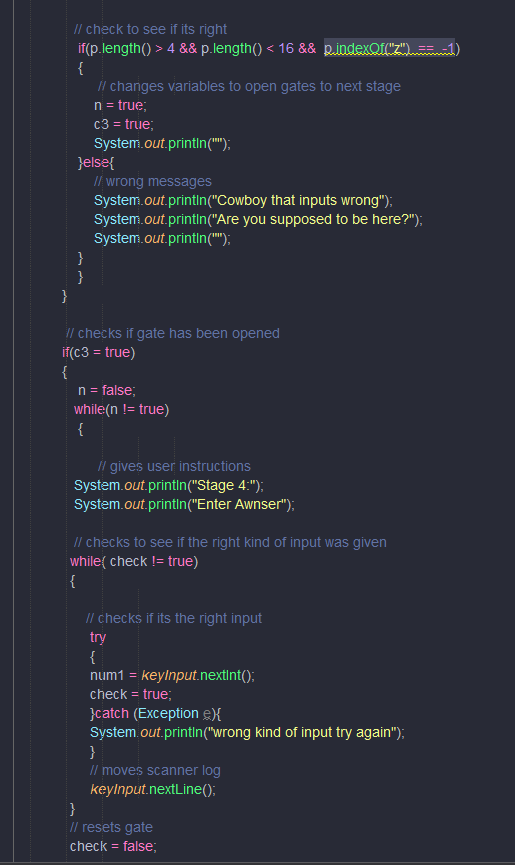 // check to see if its right
if(p.length() > 4 && p.length() < 16 && p.indexOf("z") == -1)
{
// changes variables to open gates to next stage
n = true;
c3 = true;
System.out.println("");
}else{
// wrong messages
System.out.println("Cowboy that inputs wrong");
System.out.println("Are you supposed to be here?");
System.out.println("");
}
}
}
// checks if gate has been opened
if(c3 = true)
{
n = false;
while(n != true)
{
// gives user instructions
System.out.println("Stage 4:");
System.out.println("Enter Awnser");
// checks to see if the right kind of input was given
while( check != true)
{
// checks if its the right input
try
{
num1 = keyInput.nextInt();
check = true;
}catch (Exception e){
System.out.println("wrong kind of input try again");
}
// moves scanner log
keyInput.nextLine();
}
// resets gate
check = false;